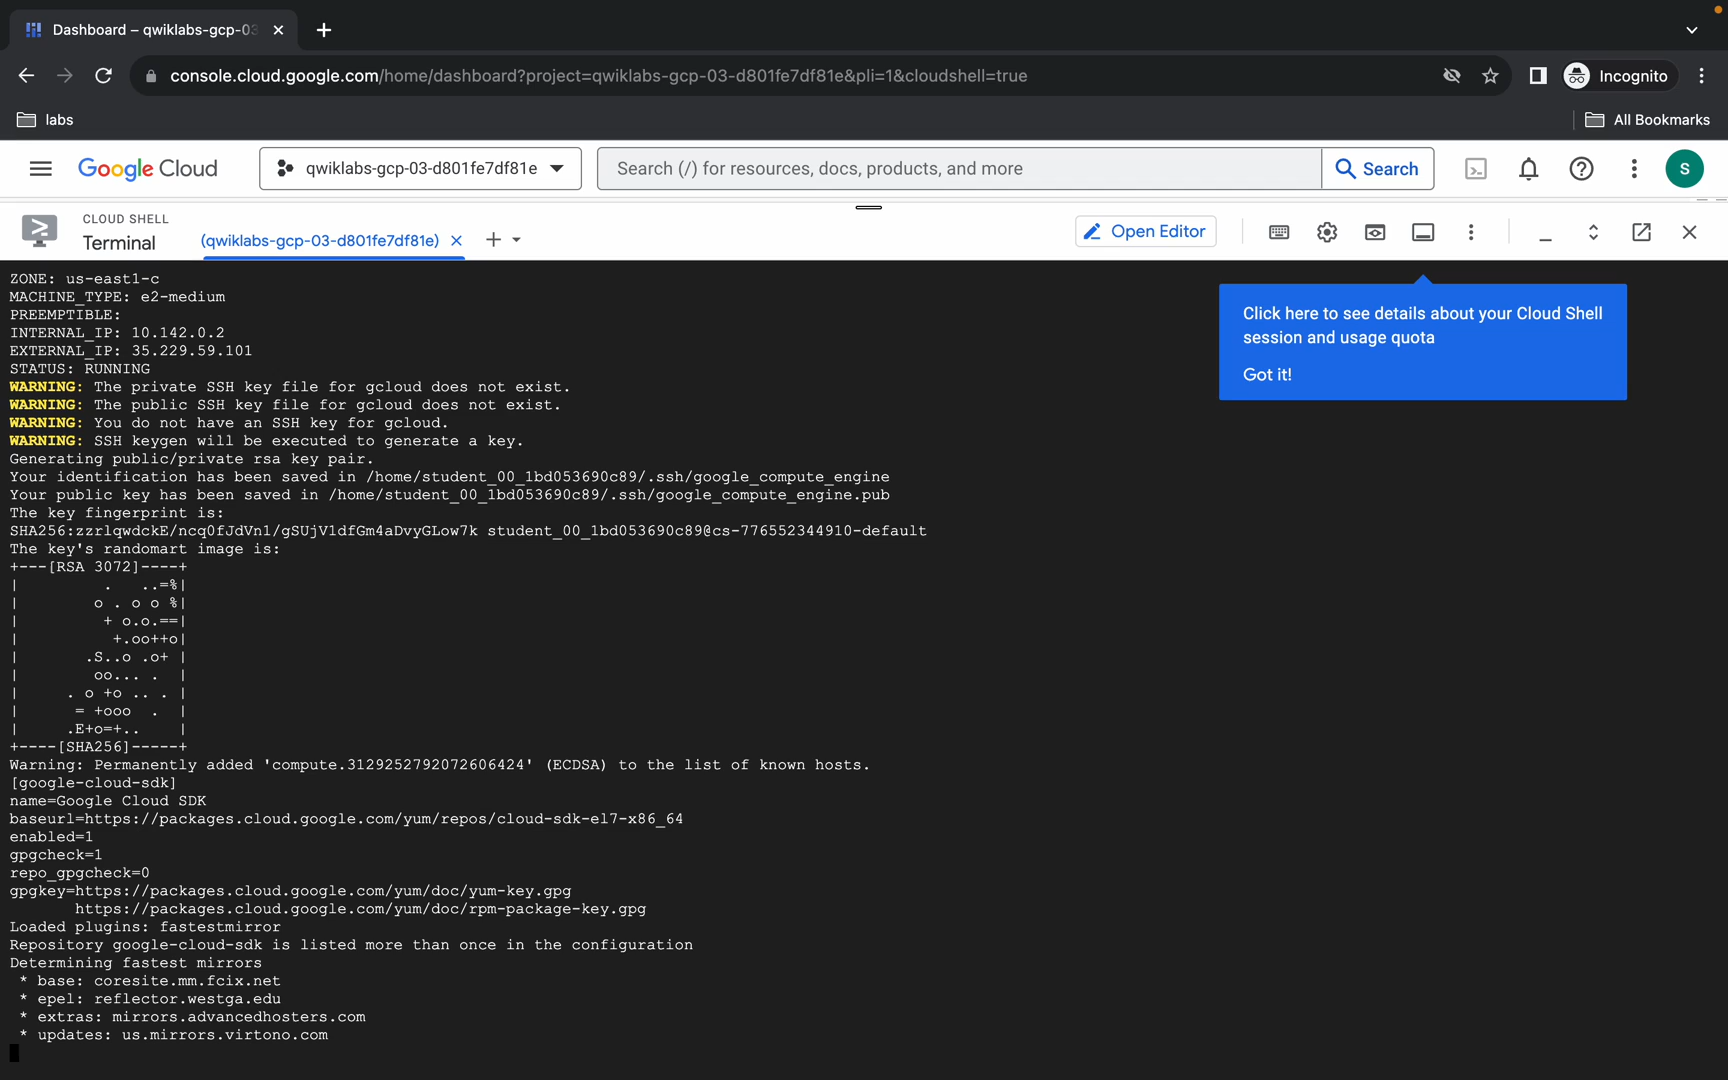 Dashboard – qwiklabs-gcp-03
console.cloud.google.com/home/dashboard?project=qwiklabs-gcp-03-d801fe7df81e&pli=1&cloudshell=true
Incognito
labs
All Bookmarks
Google Cloud
qwiklabs-gcp-03-d801fe7df81e
Search (/) for resources, docs, products, and more
Search
S
CLOUD SHELL
Terminal
(qwiklabs-gcp-03-d801fe7df81e)
Open Editor
Click here to see details about your Cloud Shell
session and usage quota
Got it!
ZONE: us-east1-c
MACHINE_TYPE: e2-medium
PREEMPTIBLE:
INTERNAL_IP: 10.142.0.2
EXTERNAL_IP: 35.229.59.101
STATUS: RUNNING
WARNING: The private SSH key file for gcloud does not exist.
WARNING: The public SSH key file for gcloud does not exist.
WARNING: You do not have an SSH key for gcloud.
WARNING: SSH keygen will be executed to generate a key.
Generating public/private rsa key pair.
Your identification has been saved in /home/student_00_1bd053690c89/.ssh/google_compute_engine
Your public key has been saved in /home/student_00_1bd053690c89/.ssh/google_compute_engine.pub
The key fingerprint is:
SHA256:zzrlqwdckE/ncq0fJdVn1/gSUjV1dfGm4aDvyGLow7k student_00_1bd053690c89@cs-776552344910-default
The key's randomart image is:
+---[RSA 3072]----+
|         .   ..=%|
|        o . o o %|
|         + o.o.==|
|          +.oo++o|
|       .S..o .o+ |
|        oo... .  |
|     . o +o .. . |
|      = +ooo  .  |
|     .E+o=+..    |
+----[SHA256]-----+
Warning: Permanently added 'compute.3129252792072606424' (ECDSA) to the list of known hosts.
[google-cloud-sdk]
name=Google Cloud SDK
baseurl=https://packages.cloud.google.com/yum/repos/cloud-sdk-el7-x86_64
enabled=1
gpgcheck=1
repo_gpgcheck=0
gpgkey=https://packages.cloud.google.com/yum/doc/yum-key.gpg
       https://packages.cloud.google.com/yum/doc/rpm-package-key.gpg
Loaded plugins: fastestmirror
Repository google-cloud-sdk is listed more than once in the configuration
Determining fastest mirrors
 * base: coresite.mm.fcix.net
 * epel: reflector.westga.edu
 * extras: mirrors.advancedhosters.com
 * updates: us.mirrors.virtono.com